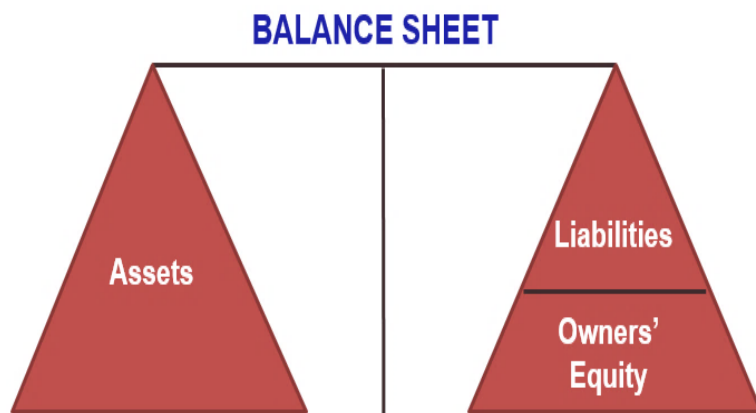 BALANCE SHEET
Assets
Liabilities
Owners’
Equity